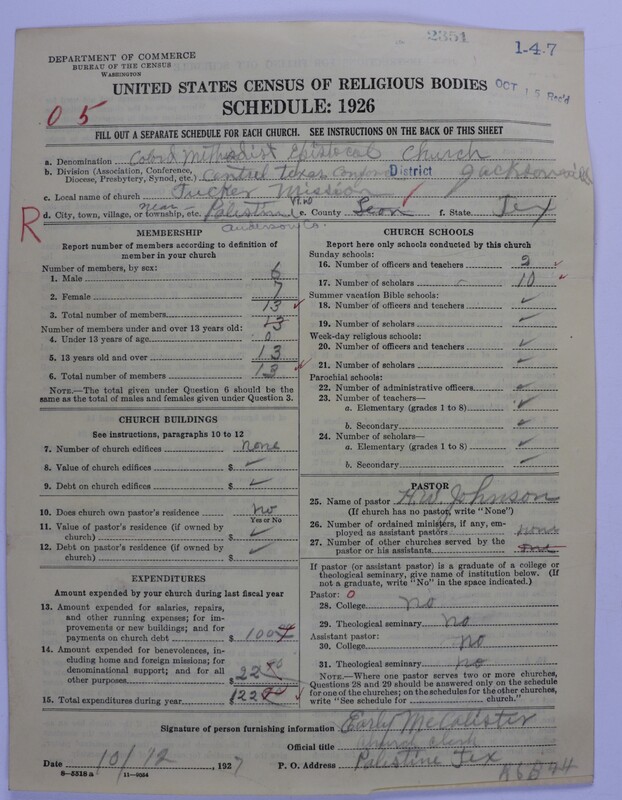 2351
1-4-7
DEPARTMENT OF COMMERCE
BUREAU OF THE CENSUS
WASHINGTON
UNITED STATES CENSUS OF RELIGIOUS BODIES
OCT 15 Rec'd
SCHEDULE: 1926
05
FILL OUT A SEPARATE SCHEDULE FOR EACH CHURCH. SEE INSTRUCTIONS ON THE BACK OF THIS SHEET
a. Denomination Colord Methodist Episcocal Church
b. Division (Association, Conference, Diocese, Presbytery, Synod, etc.) Central Texas District
c. Local name of church Tucker Mission
R
d. City, town, village, or township, etc. near Palestine e. County Leon f. State Tex
Anderson Co.
MEMBERSHIP
Report number of members according to definition of
member in your church
Number of members, by sex:
1. Male 6
2. Female 7
3. Total number of members 13
Number of members under and over 13 years old: 13
4. Under 13 years of age 0
5. 13 years old and over 13
6. Total number of members 13
NOTE.—The total given under Question 6 should be
same as the total of males and females given under Question 3.
CHURCH BUILDINGS
See instructions, paragraphs 10 to 12
7. Number of church edifices none
8. Value of church edifices $ ✓
9. Debt on church edifices $ ✓
10. Does church own pastor's residence no
Yes or No
11. Value of pastor's residence (if owned by
church) $ ✓
12. Debt on pastor's residence (if owned by
church) $ ✓
EXPENDITURES
Amount expended by your church during last fiscal year
13. Amount expended for salaries, repairs,
and other running expenses; for im-
provements or new buildings; and for
payments on church debt $ 100
14. Amount expended for benevolences, in-
cluding home and foreign missions; for
denominational support; and for all
other purposes 22
15. Total expenditures during year $ 122
CHURCH SCHOOLS
Report here only schools conducted by this church
Sunday schools:
16. Number of officers and teachers 2
17. Number of scholars 10
Summer vacation Bible schools:
18. Number of officers and teachers ✓
19. Number of scholars ✓
Week-day religious schools:
20. Number of officers and teachers ✓
21. Number of scholars ✓
Parochial schools:
22. Number of administrative officers ✓
23. Number of teachers—
a. Elementary (grades 1 to 8) ✓
b. Secondary ✓
24. Number of scholars—
a. Elementary (grades 1 to 8) ✓
b. Secondary ✓
PASTOR
25. Name of pastor H.W. Johnson
(If church has no pastor, write "None")
26. Number of ordained ministers, if any, em-
ployed as assistant pastors none
27. Number of other churches served by the
pastor or his assistants one
If pastor (or assistant pastor) is a graduate of a college or
theological seminary, give name of institution below. (If
not a graduate, write "No" in the space indicated.)
Pastor: 0
28. College no
29. Theological seminary no
Assistant pastor:
30. College no
31. Theological seminary no
NOTE.—Where one pastor serves two or more churches,
Questions 28 and 29 should be answered only on the schedule
for one of the churches; on the schedules for the other churches,
write "See schedule for church."
Signature of person furnishing information Early McCollister
Official title
Date 10/12, 1927 P. O. Address Palestine Tex
8—5518a 11—9034